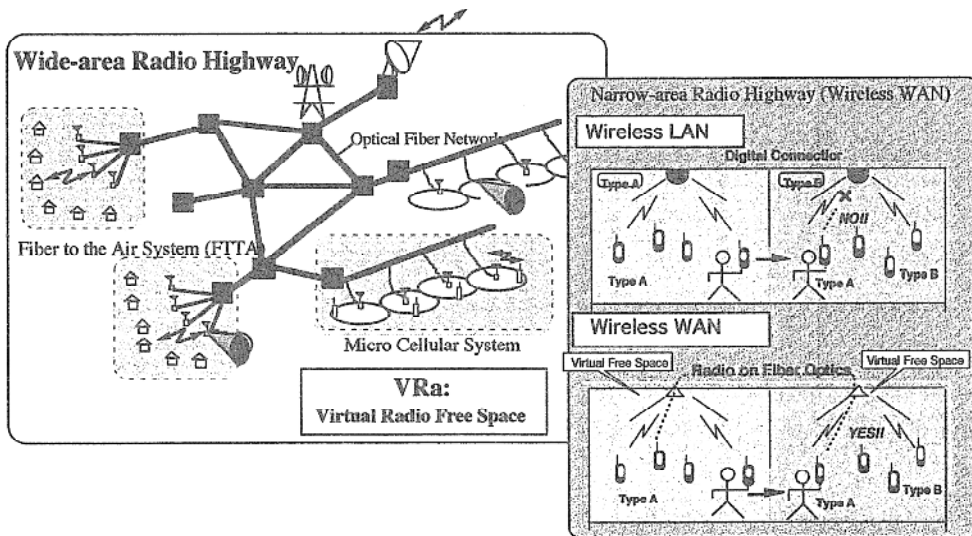 Wide-area Radio Highway
Optical Fiber Network
Fiber to the Air System (FTTA)
Micro Cellular System
VRa:
Virtual Radio Free Space
Narrow-area Radio Highway (Wireless WAN)
Wireless LAN
Digital Connection
Type A
Type B
NO!!
Type A
Type A
Type B
Wireless WAN
Virtual Free Space
Virtual Free Space
Radio on Fiber Optics
YES!!
Type A
Type A
Type B